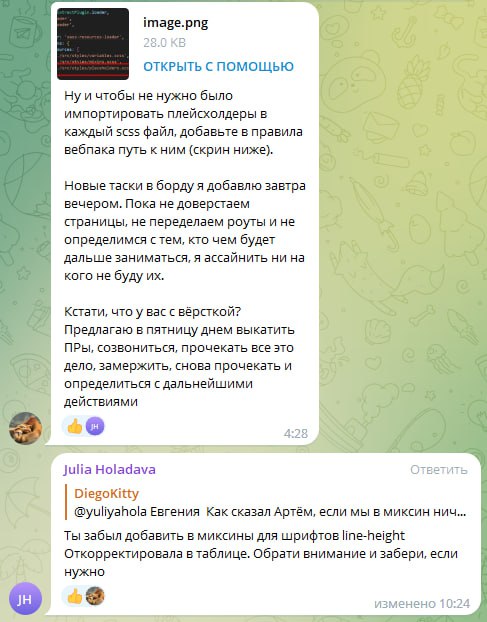 image.png
28.0 KB
ОТКРЫТЬ С ПОМОЩЬЮ
Ну и чтобы не нужно было
импортировать плейсхолдеры в
каждый scss файл, добавьте в правила
вебпака путь к ним (скрин ниже).
Новые таски в борду я добавлю завтра
вечером. Пока не доверстаем
страницы, не переделаем роуты и не
определимся с тем, кто чем будет
дальше заниматься, я ассайнить ни на
кого не буду их.
Кстати, что у вас с вёрсткой?
Предлагаю в пятницу днем выкатить
ПРы, созвониться, прочекать все это
дело, замержить, снова прочекать и
определиться с дальнейшими
действиями
JH
4:28
Julia Holadava Ответить
DiegoKitty
@yuliyahola Евгения Как сказал Артём, если мы в миксин нич...
Ты забыл добавить в миксины для шрифтов line-height
Откорректировала в таблице. Обрати внимание и забери, если
нужно
JH
изменено 10:24